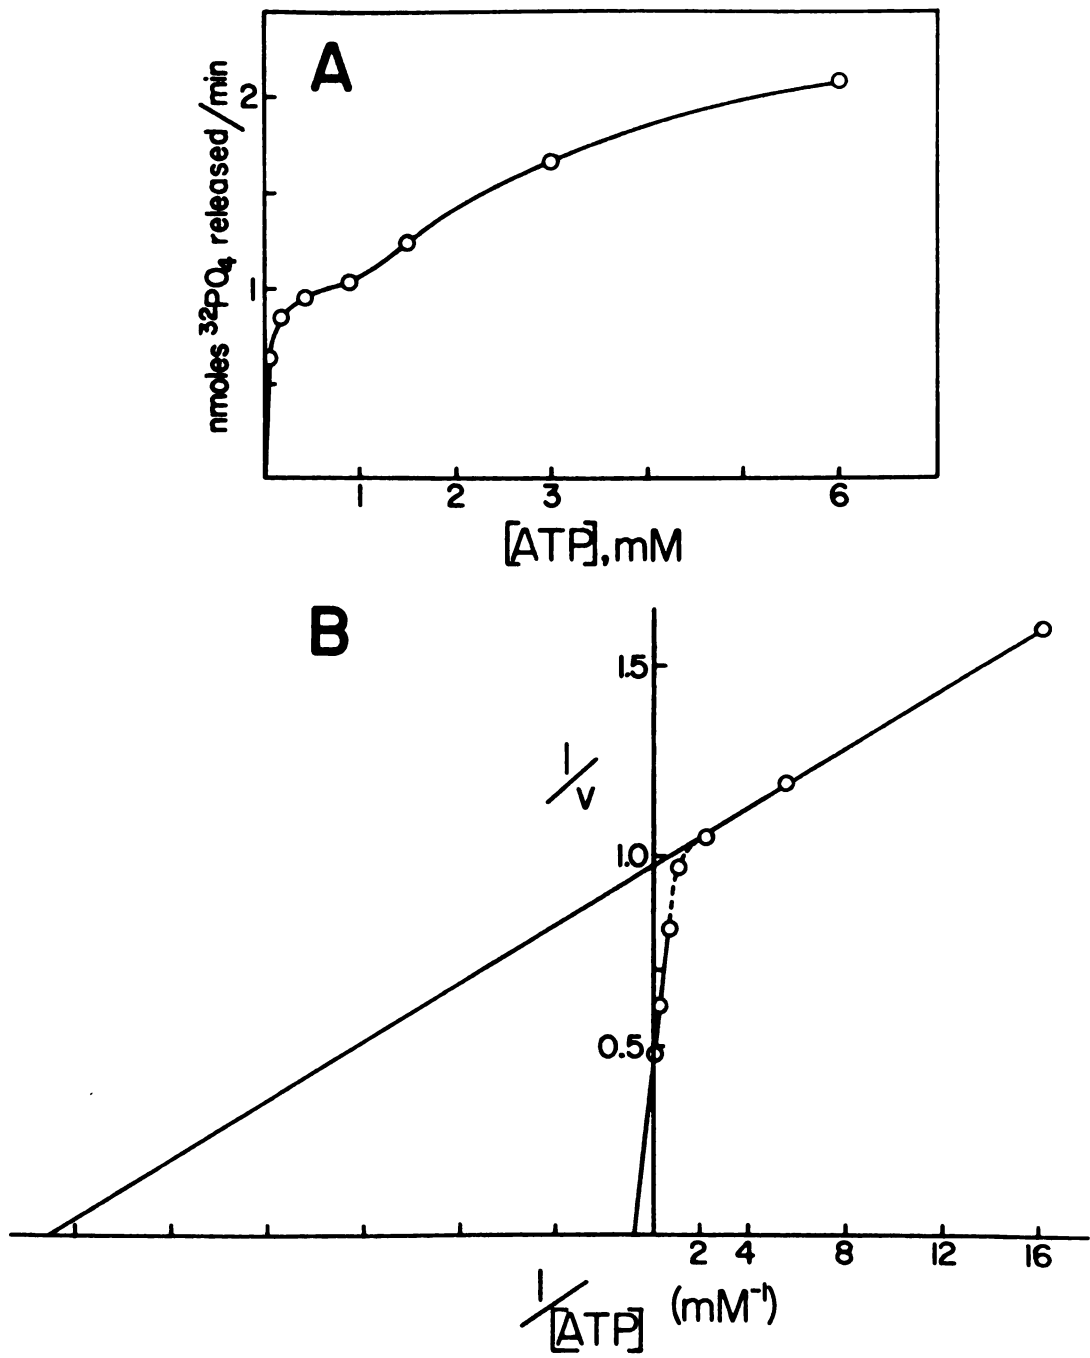 A
nmoles ³²PO₄ released/min
2
1
1 2 3 6
[ATP], mM
B
1.5
1/v
1.0
0.5
2 4 8 12 16
1/[ATP] (mM⁻¹)